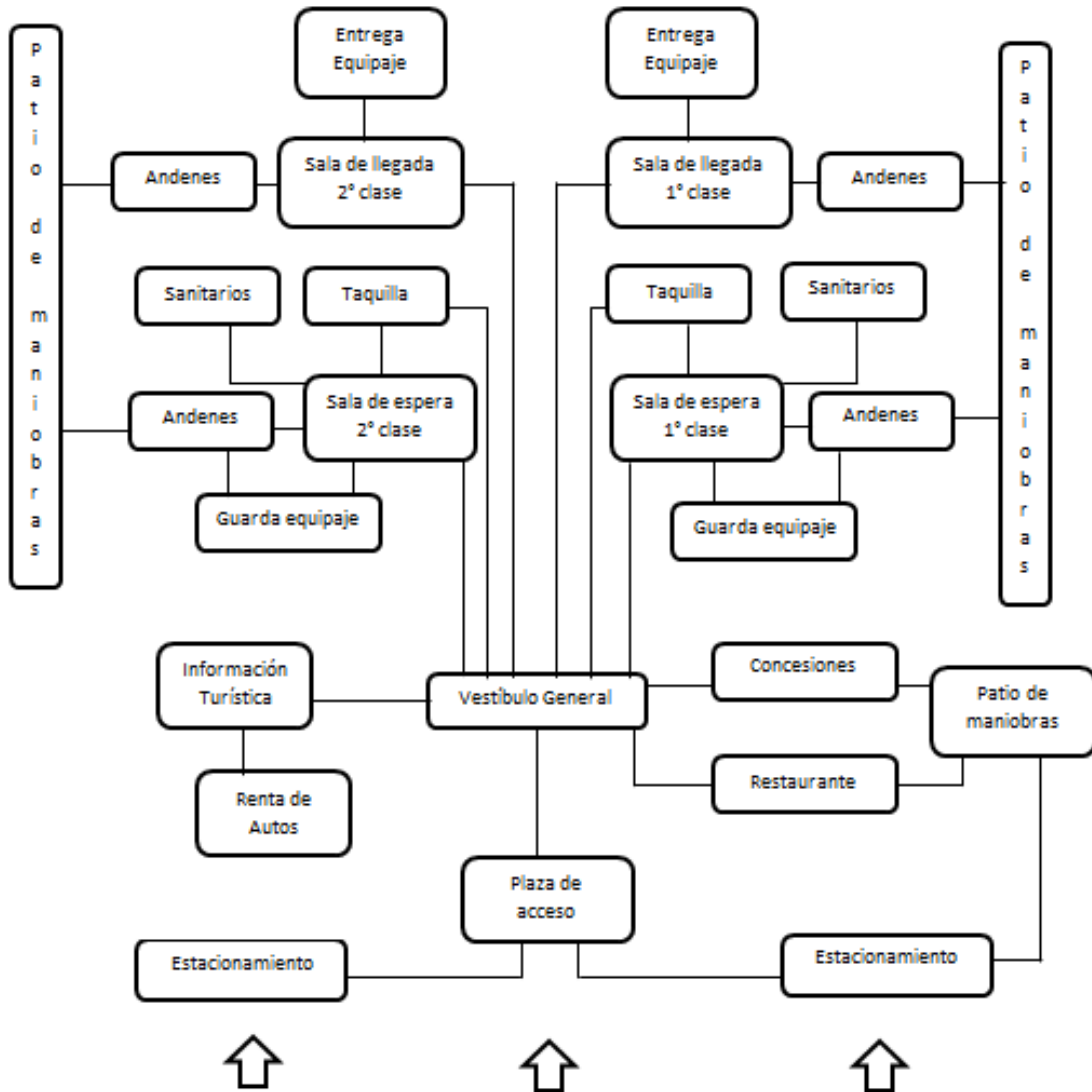 Patio de maniobras
Entrega
Equipaje
Entrega
Equipaje
Patio de maniobras
Andenes
Sala de llegada
2° clase
Sala de llegada
1° clase
Andenes
Sanitarios
Taquilla
Taquilla
Sanitarios
Andenes
Sala de espera
2° clase
Sala de espera
1° clase
Andenes
Guarda equipaje
Guarda equipaje
Información
Turística
Vestíbulo General
Concesiones
Patio de
maniobras
Renta de
Autos
Restaurante
Plaza de
acceso
Estacionamiento
Estacionamiento